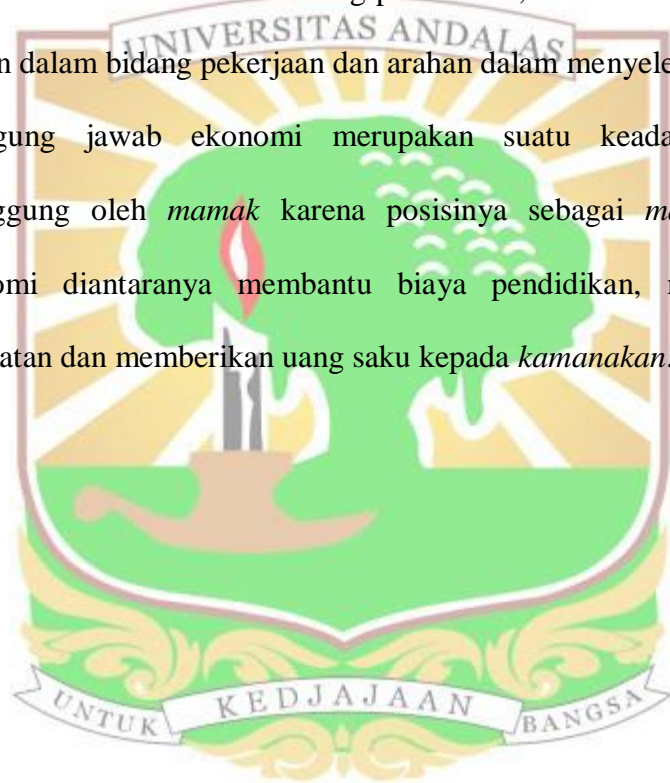 UNIVERSITAS ANDALAS
n dalam bidang pekerjaan dan arahan dalam menyele
gung jawab ekonomi merupakan suatu keada
ggung oleh mamak karena posisinya sebagai m
omi diantaranya membantu biaya pendidikan,
atan dan memberikan uang saku kepada kamanakan.
UNTUK KEDJAJAAN BANGSA